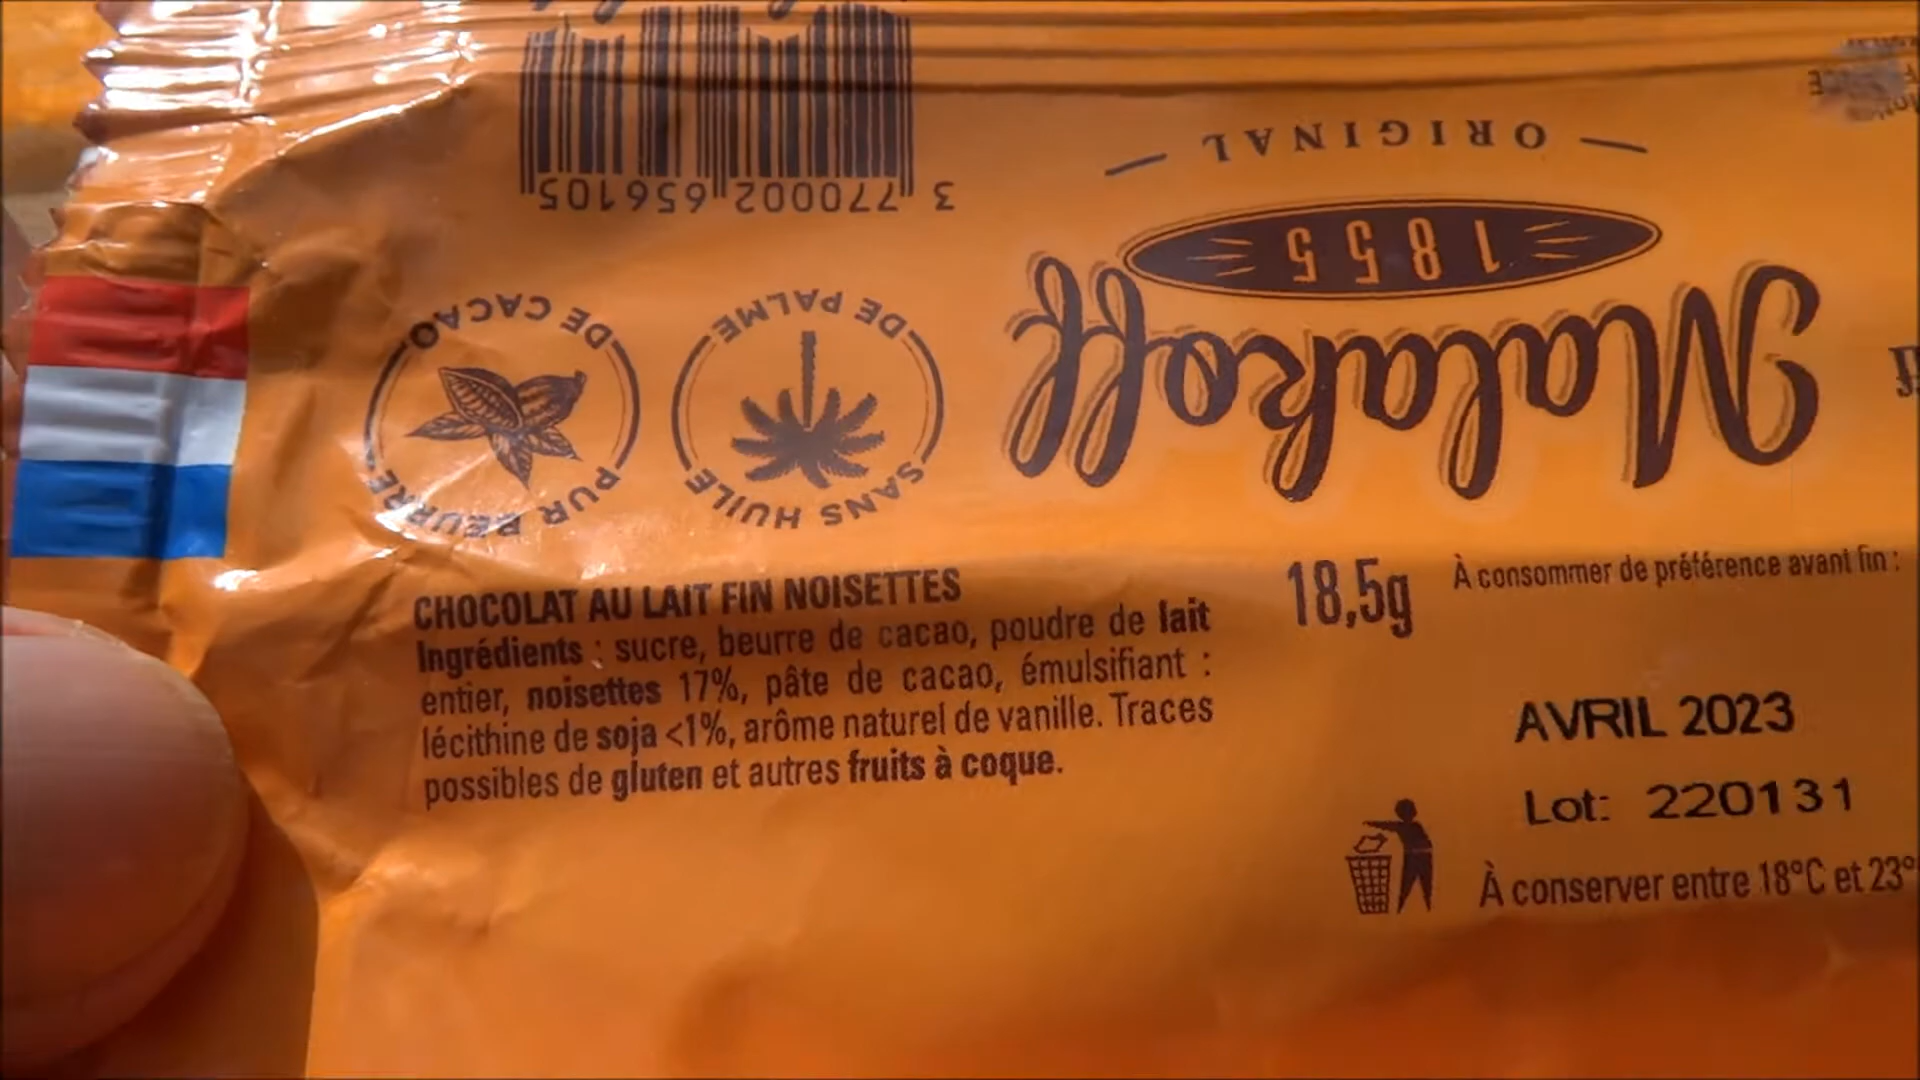 3 770002 656105
ORIGINAL
1855
Malakoff
SANS HUILE DE PALME
PUR BEURRE DE CACAO
CHOCOLAT AU LAIT FIN NOISETTES
Ingrédients : sucre, beurre de cacao, poudre de lait
entier, noisettes 17%, pâte de cacao, émulsifiant :
lécithine de soja <1%, arôme naturel de vanille. Traces
possibles de gluten et autres fruits à coque.
18,5g
À consommer de préférence avant fin :
AVRIL 2023
Lot: 220131
À conserver entre 18°C et 23°